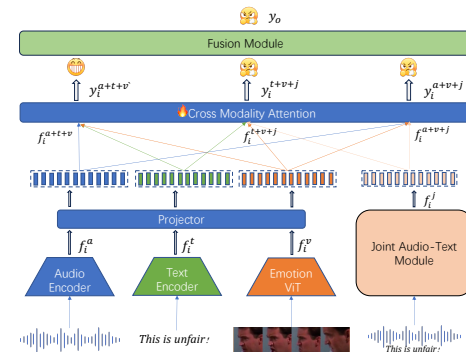 y_o
Fusion Module
y_i^{a+t+v`} y_i^{t+v+j} y_i^{a+v+j}
Cross Modality Attention
f_i^{a+t+v} f_i^{t+v+j} f_i^{a+v+j}
Projector
f_i^a f_i^t f_i^v f_i^j
Audio Encoder
Text Encoder
Emotion ViT
Joint Audio-Text
Module
This is unfair!
This is unfair!